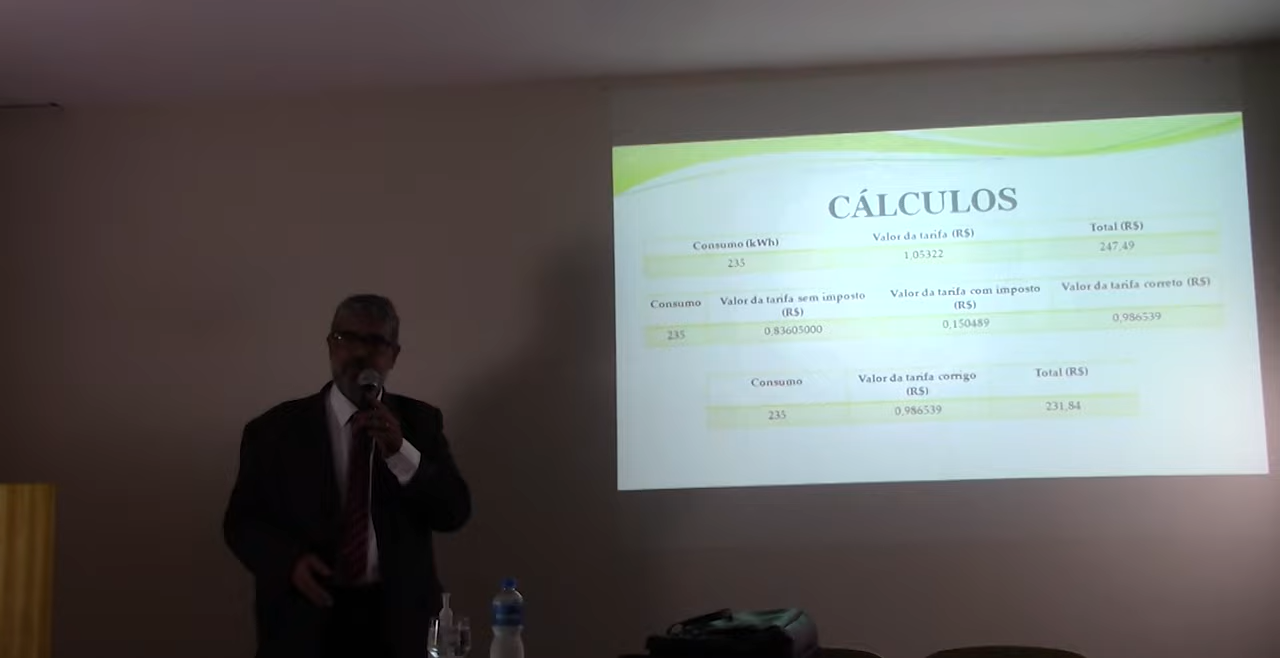 CÁLCULOS
Consumo (kWh) Valor da tarifa (R$) Total (R$)
235 1,05322 247,49
Consumo Valor da tarifa sem imposto (R$) Valor da tarifa com imposto (R$) Valor da tarifa correto (R$)
235 0,83605000 0,150489 0,986539
Consumo Valor da tarifa corrigo (R$) Total (R$)
235 0,986539 231,84